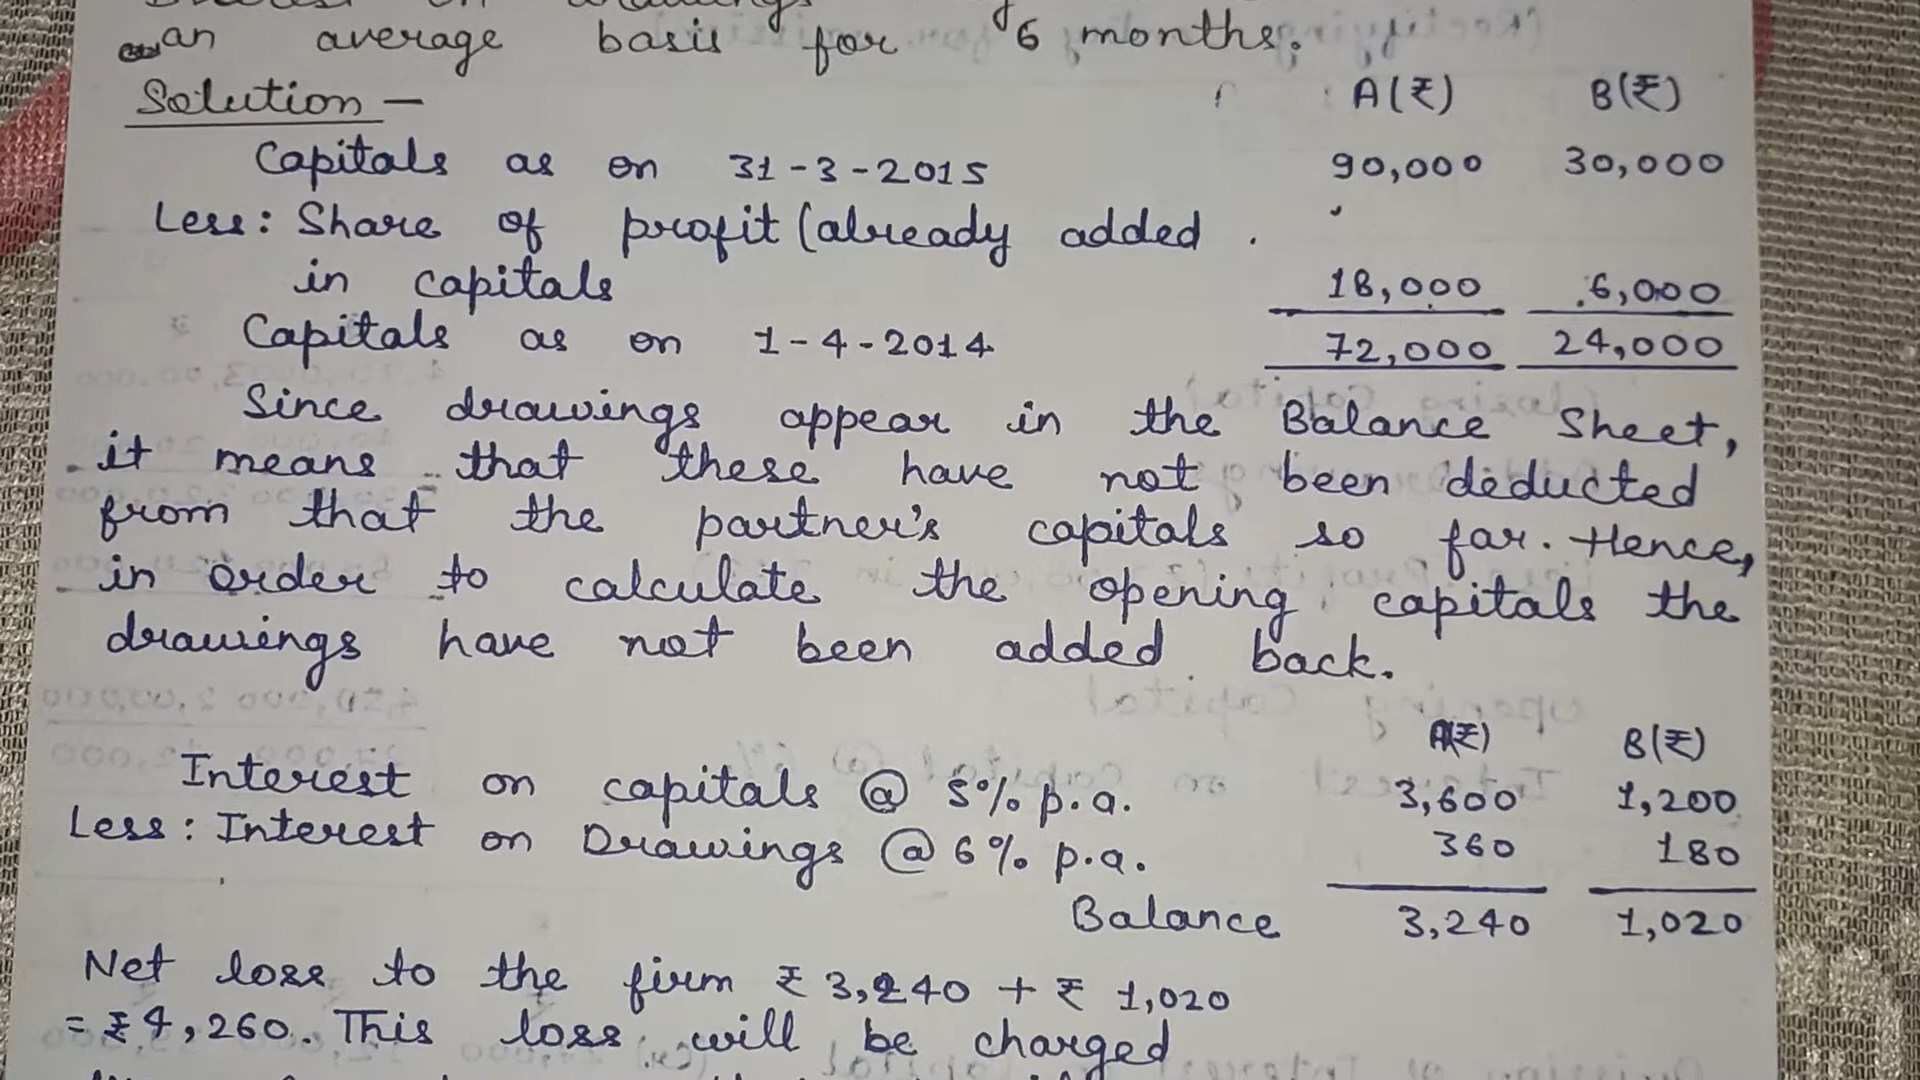 an average basis for 6 months.
Solution - A(₹) B(₹)
Capitals as on 31-3-2015 90,000 30,000
Less: Share of profit (already added
in capitals 18,000 6,000
Capitals as on 1-4-2014 72,000 24,000
Since drawings appear in the Balance Sheet,
it means that these have not been deducted
from that the partner's capitals so far. Hence,
in order to calculate the opening capitals the
drawings have not been added back.
A(₹) B(₹)
Interest on capitals @ 5% p.a. 3,600 1,200
Less: Interest on Drawings @ 6% p.a. 360 180
Balance 3,240 1,020
Net loss to the firm ₹ 3,240 + ₹ 1,020
= ₹ 4,260. This loss will be charged